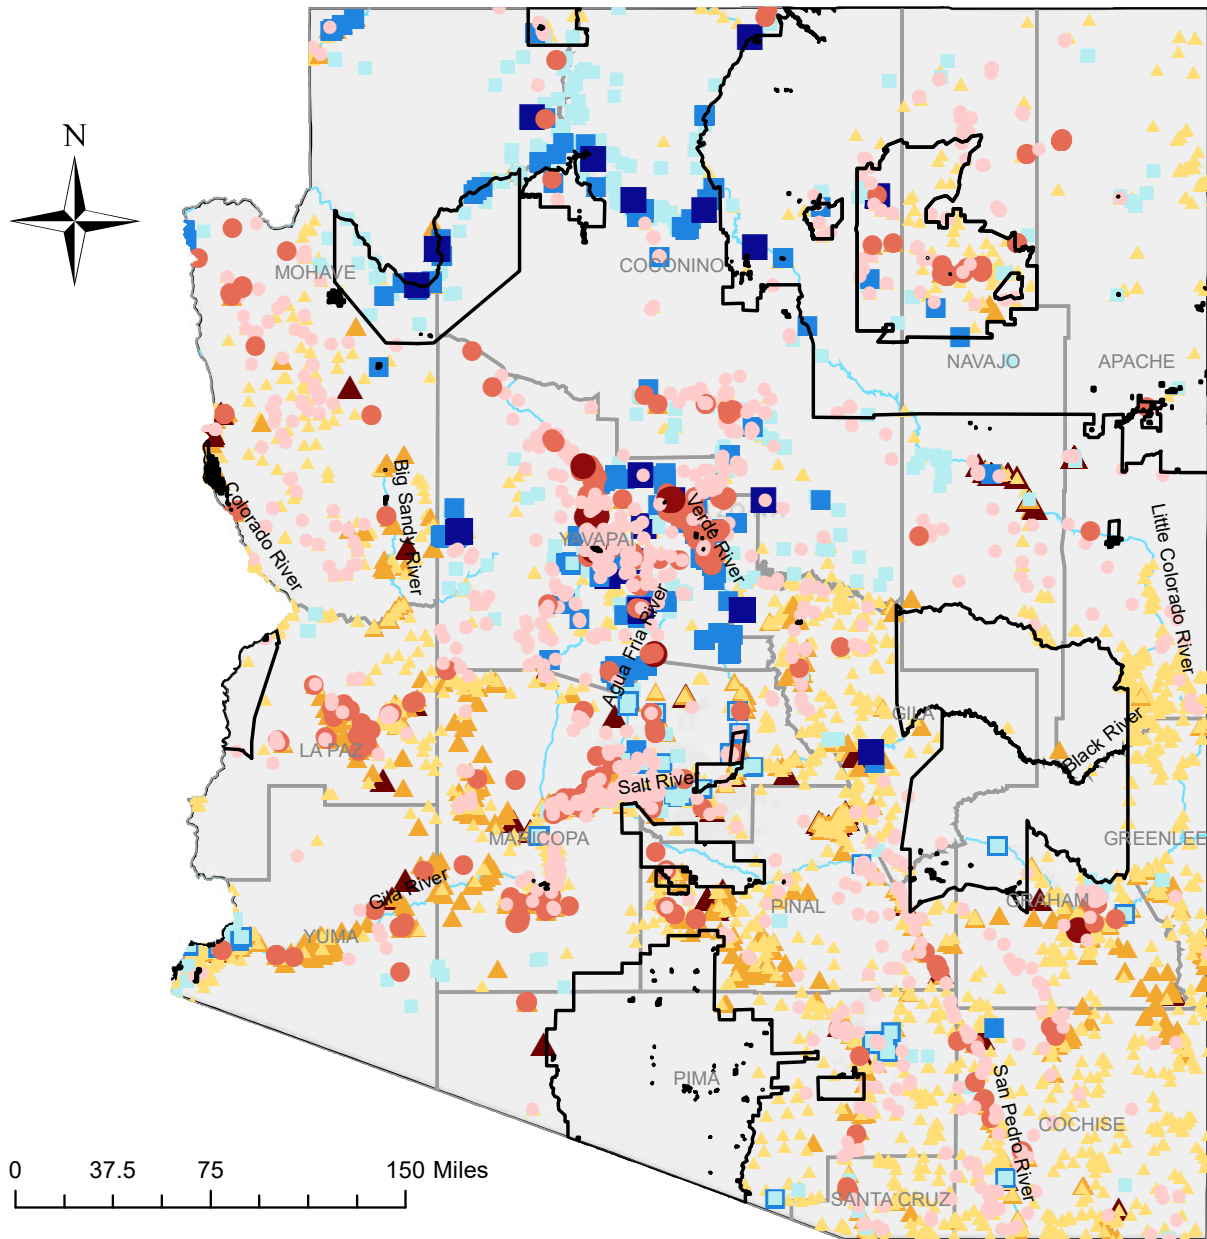 N
MOHAVE
COCONINO
NAVAJO
APACHE
Big Sandy River
Colorado River
Verde River
YAVAPAI
Little Colorado River
Agua Fria River
GILA
Black River
LA PAZ
Salt River
MARICOPA
GREENLEE
Gila River
GRAHAM
PINAL
YUMA
PIMA
San Pedro River
COCHISE
SANTA CRUZ
0 37.5 75 150 Miles